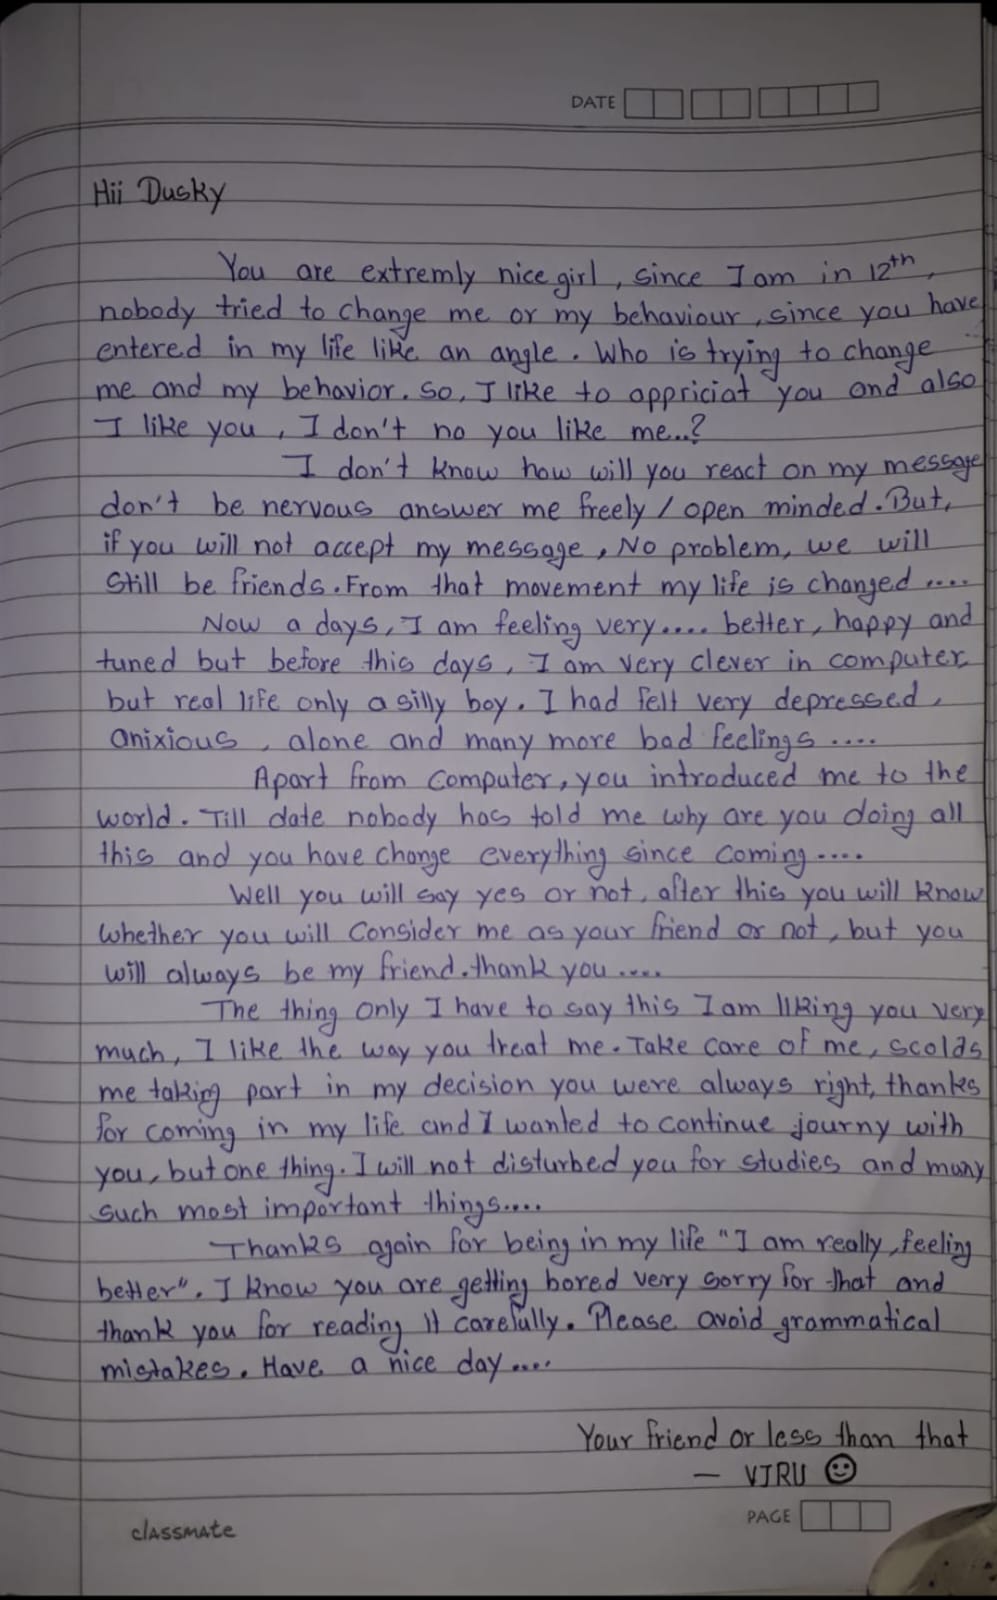 DATE
Hii Dusky
You are extremly nice girl, since I am in 12th,
nobody tried to change me or my behaviour, since you have
entered in my life like an angle. Who is trying to change
me and my behavior. So, I like to appriciat you and also
I like you, I don't no you like me..?
I don't know how will you react on my message
don't be nervous answer me freely / open minded. But,
if you will not accept my message, No problem, we will
Still be friends. From that movement my life is changed ....
Now a days, I am feeling very.... better, happy and
tuned but before this days, I am very clever in computer
but real life only a silly boy. I had felt very depressed,
anixious, alone and many more bad feelings ....
Apart from computer, you introduced me to the
world. Till date nobody has told me why are you doing all
this and you have change everything since coming ....
Well you will say yes or not, after this you will know
whether you will Consider me as your friend or not, but you
will always be my friend. thank you ....
The thing only I have to say this I am liking you very
much, I like the way you treat me. Take care of me, scolds
me taking part in my decision you were always right, thanks
for coming in my life and I wanted to continue journy with
you, but one thing. I will not disturbed you for studies and many
such most important things....
Thanks again for being in my life "I am really, feeling
better". I know you are getting bored very sorry for that and
thank you for reading it carefully. Please avoid grammatical
mistakes. Have a nice day ....
Your friend or less than that
— VIRU ☺
classmate
PAGE